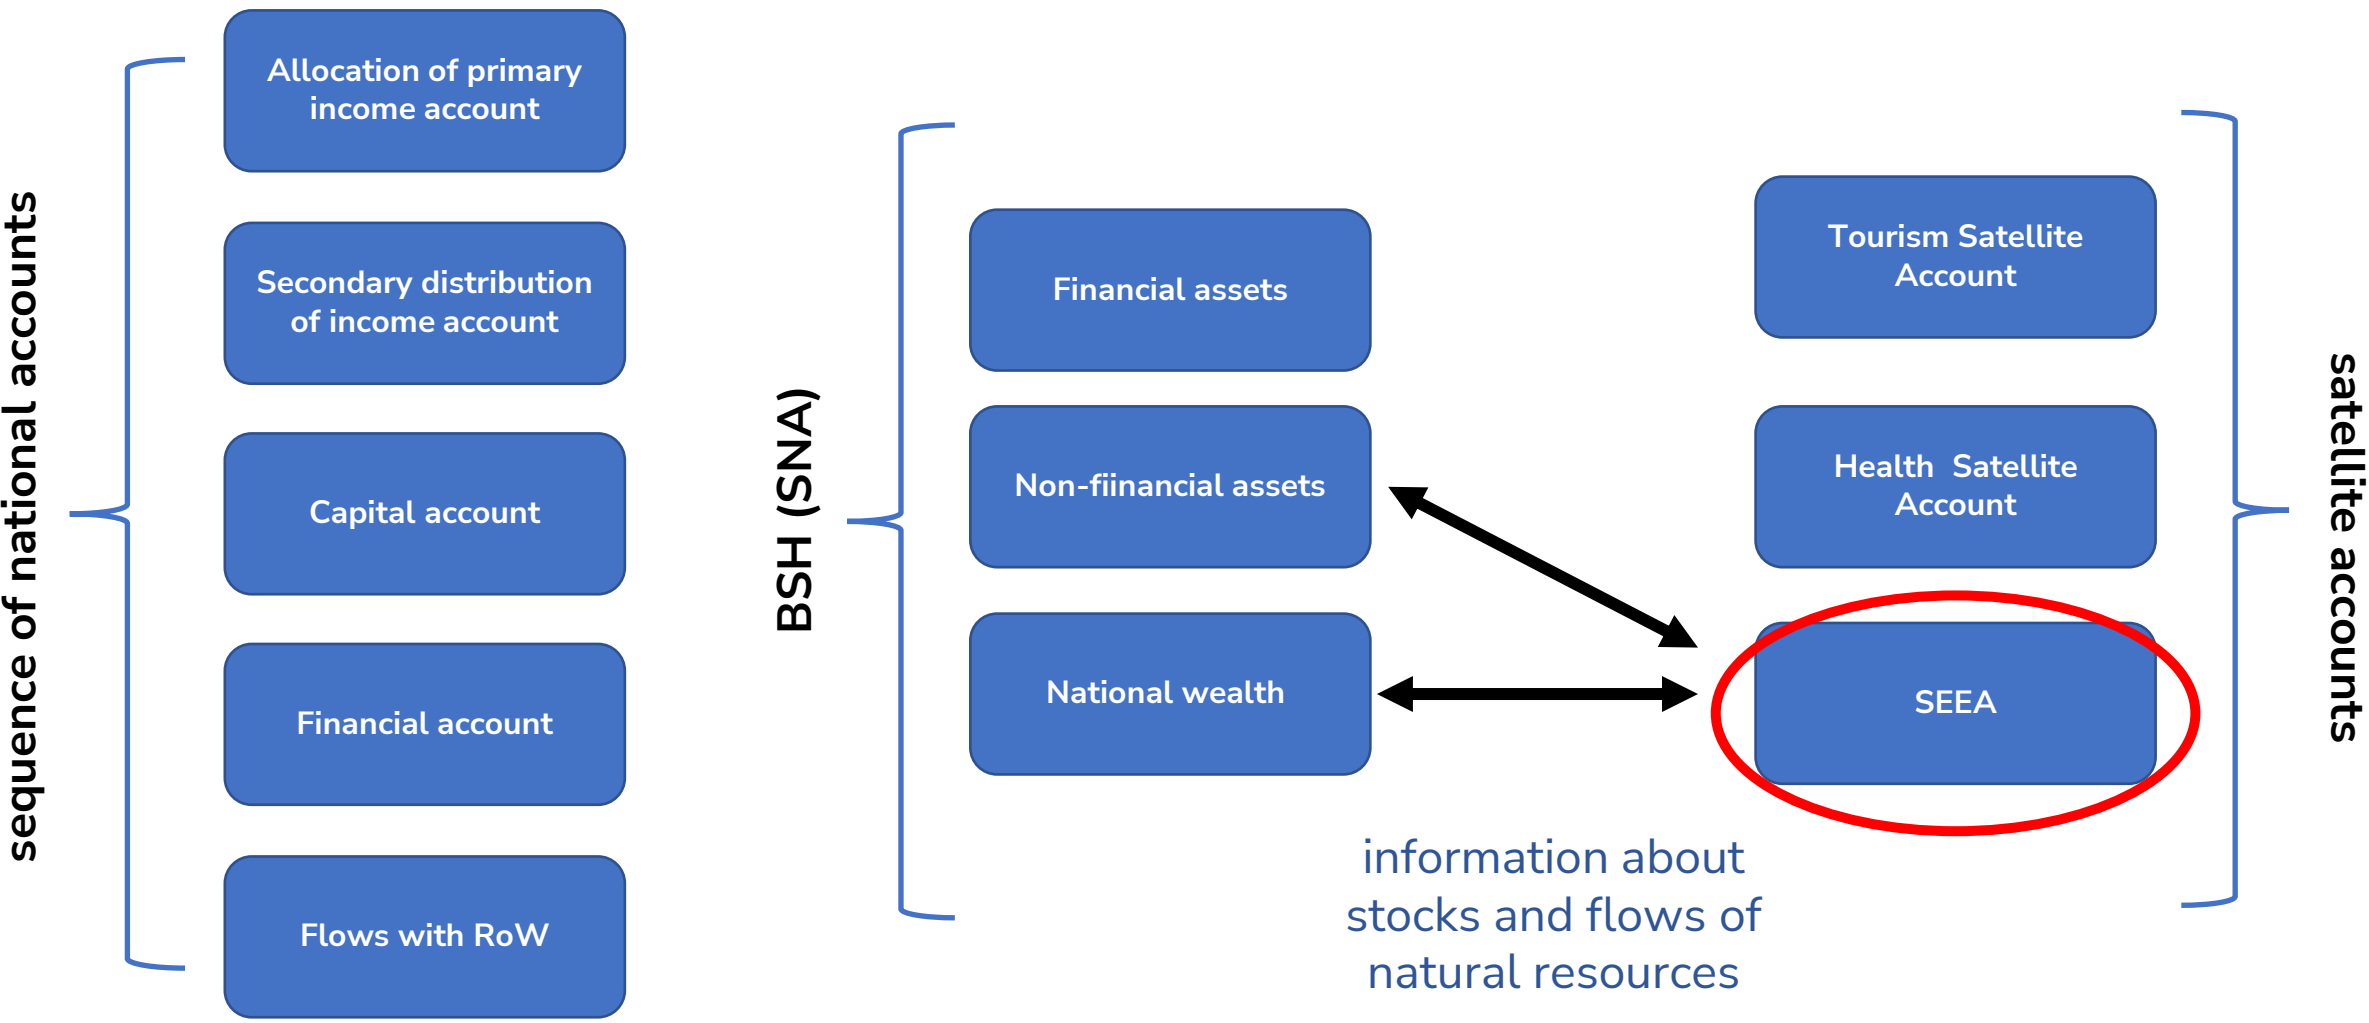 sequence of national accounts
Allocation of primary
income account
Secondary distribution
of income account
Capital account
Financial account
Flows with RoW
BSH (SNA)
Financial assets
Non-fiinancial assets
National wealth
Tourism Satellite
Account
Health  Satellite
Account
SEEA
satellite accounts
information about
stocks and flows of
natural resources